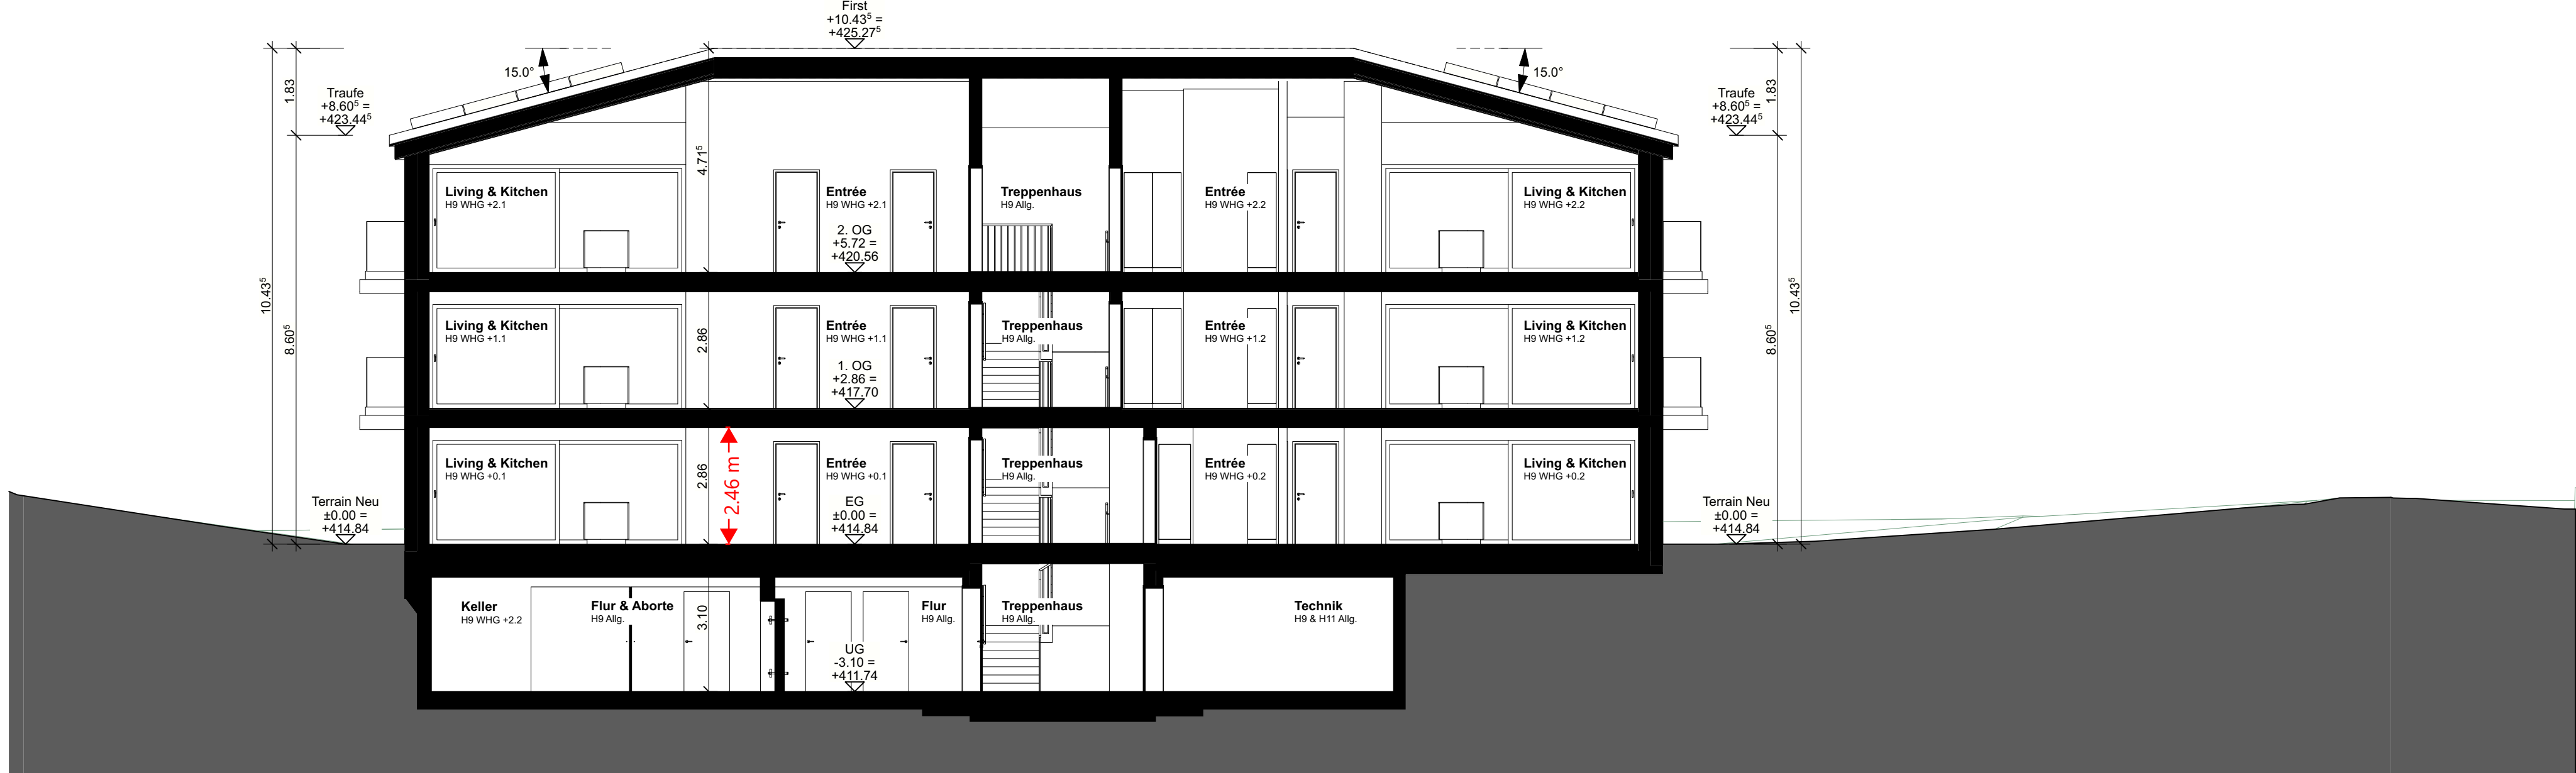 First
+10.43⁵ =
+425.27⁵
15.0°
15.0°
1.83
1.83
Traufe
+8.60⁵ =
+423.44⁵
Traufe
+8.60⁵ =
+423.44⁵
4.71⁵
Living & Kitchen
H9 WHG +2.1
Entrée
H9 WHG +2.1
Treppenhaus
H9 Allg.
Entrée
H9 WHG +2.2
Living & Kitchen
H9 WHG +2.2
2. OG
+5.72 =
+420.56
10.43⁵
8.60⁵
10.43⁵
8.60⁵
Living & Kitchen
H9 WHG +1.1
2.86
Entrée
H9 WHG +1.1
Treppenhaus
H9 Allg.
Entrée
H9 WHG +1.2
Living & Kitchen
H9 WHG +1.2
1. OG
+2.86 =
+417.70
Living & Kitchen
H9 WHG +0.1
2.86
2.46 m
Entrée
H9 WHG +0.1
Treppenhaus
H9 Allg.
Entrée
H9 WHG +0.2
Living & Kitchen
H9 WHG +0.2
Terrain Neu
±0.00 =
+414.84
EG
±0.00 =
+414.84
Terrain Neu
±0.00 =
+414.84
Keller
H9 WHG +2.2
Flur & Aborte
H9 Allg.
3.10
Flur
H9 Allg.
Treppenhaus
H9 Allg.
Technik
H9 & H11 Allg.
UG
-3.10 =
+411.74